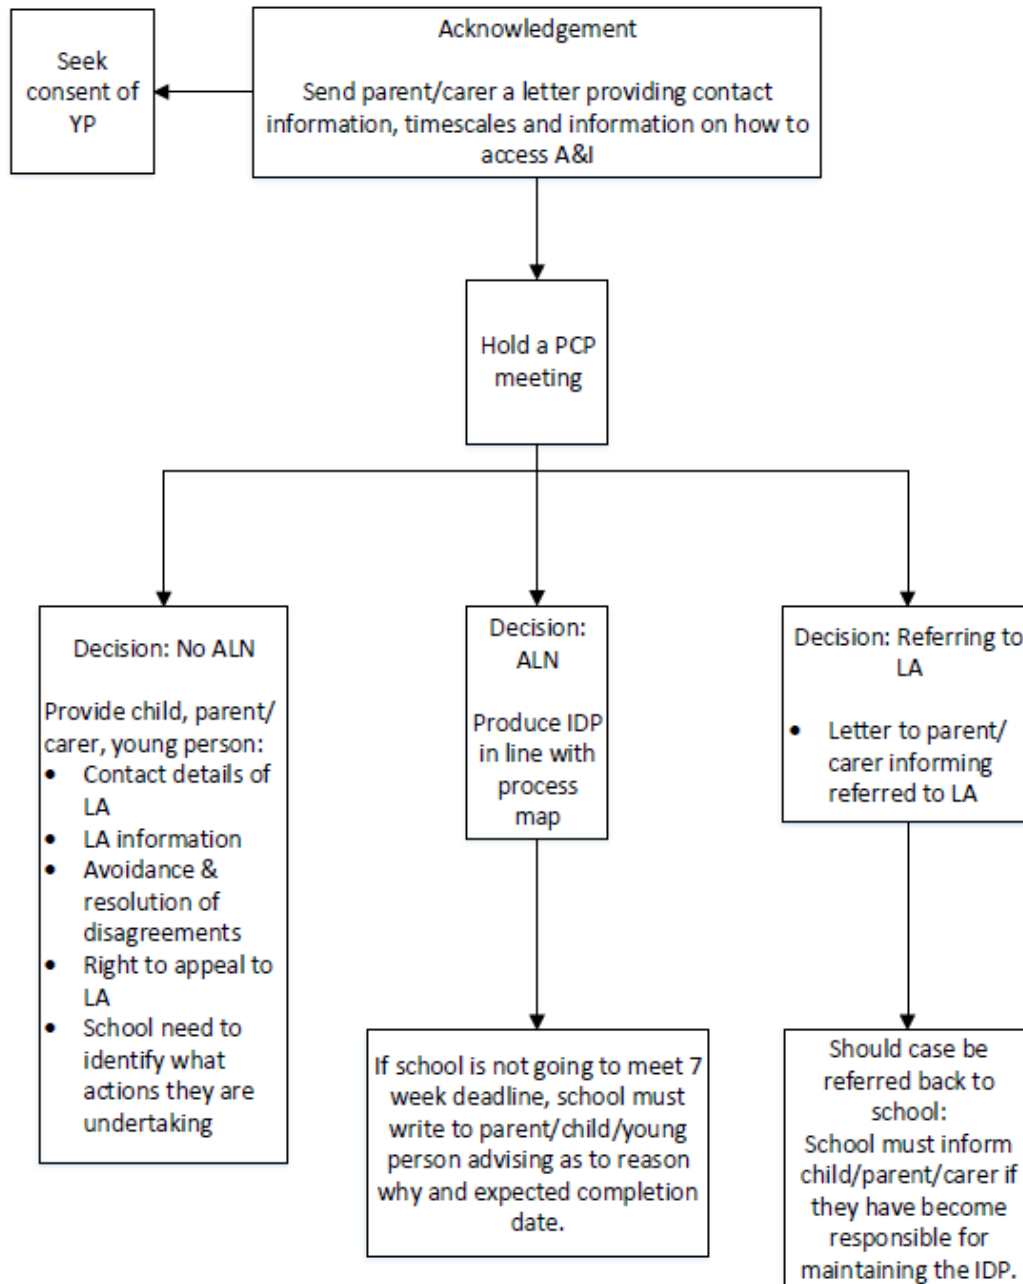 Seek
consent of
YP
Acknowledgement
Send parent/carer a letter providing contact
information, timescales and information on how to
access A&I
Hold a PCP
meeting
Decision: No ALN
Provide child, parent/
carer, young person:
• Contact details of
LA
• LA information
• Avoidance &
resolution of
disagreements
• Right to appeal to
LA
• School need to
identify what
actions they are
undertaking
Decision:
ALN
Produce IDP
in line with
process
map
Decision: Referring to
LA
• Letter to parent/
carer informing
referred to LA
If school is not going to meet 7
week deadline, school must
write to parent/child/young
person advising as to reason
why and expected completion
date.
Should case be
referred back to
school:
School must inform
child/parent/carer if
they have become
responsible for
maintaining the IDP.